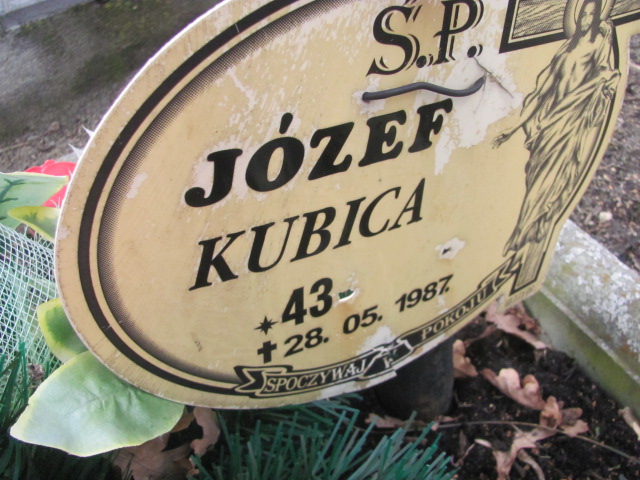 Ś.P.
JÓZEF
KUBICA
* 43
✝ 28. 05. 1987.
SPOCZYWAJ W POKOJU